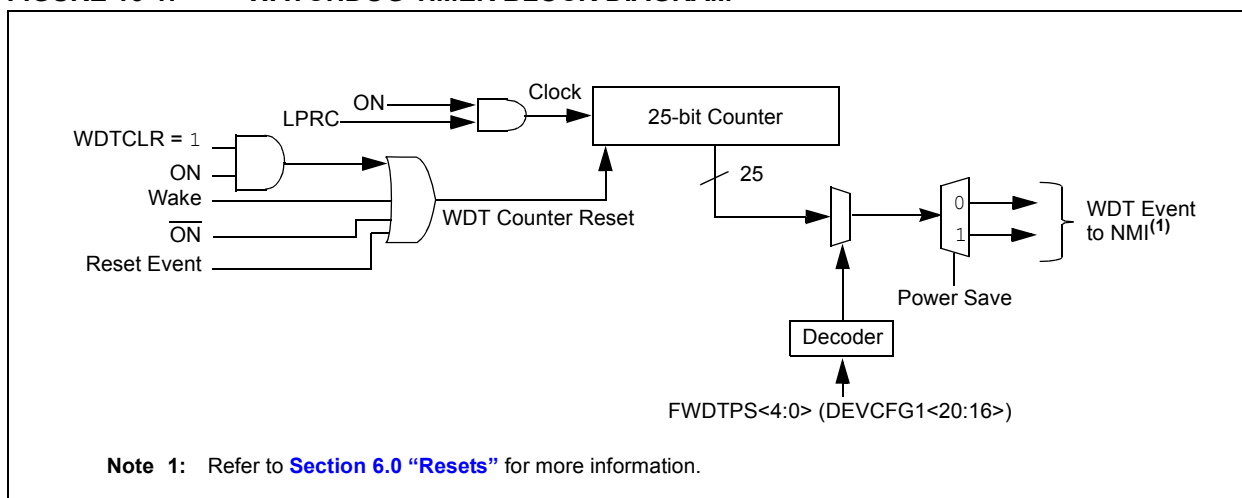 ON
Clock
LPRC
25-bit Counter
WDTCLR = 1
ON
25
Wake
WDT Counter Reset
0
1
WDT Event
to NMI(1)
ON
Reset Event
Power Save
Decoder
FWDTPS<4:0> (DEVCFG1<20:16>)
Note 1: Refer to Section 6.0 “Resets” for more information.